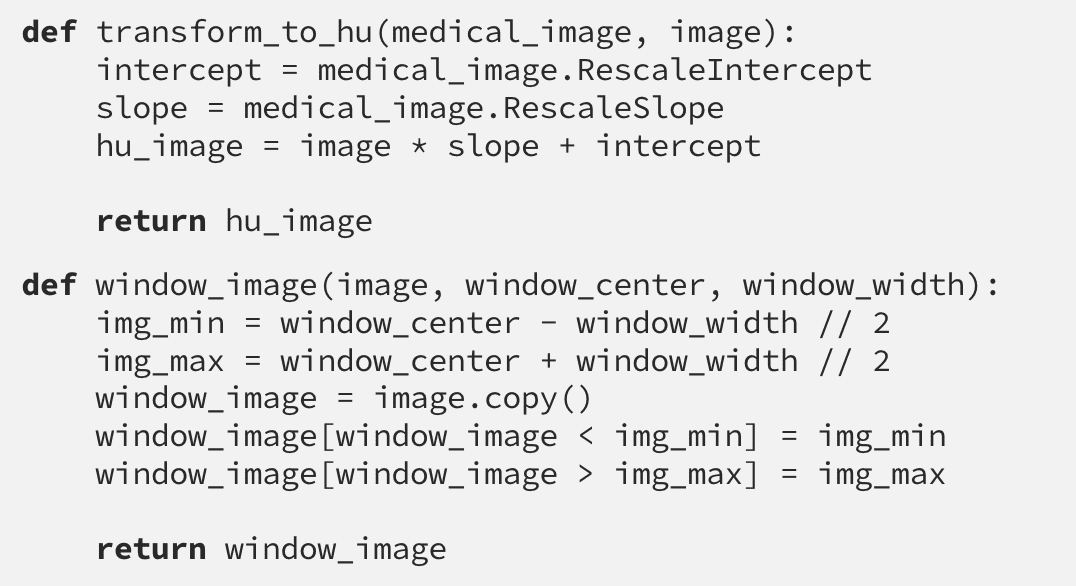 def transform_to_hu(medical_image, image):
    intercept = medical_image.RescaleIntercept
    slope = medical_image.RescaleSlope
    hu_image = image * slope + intercept

    return hu_image

def window_image(image, window_center, window_width):
    img_min = window_center - window_width // 2
    img_max = window_center + window_width // 2
    window_image = image.copy()
    window_image[window_image < img_min] = img_min
    window_image[window_image > img_max] = img_max

    return window_image